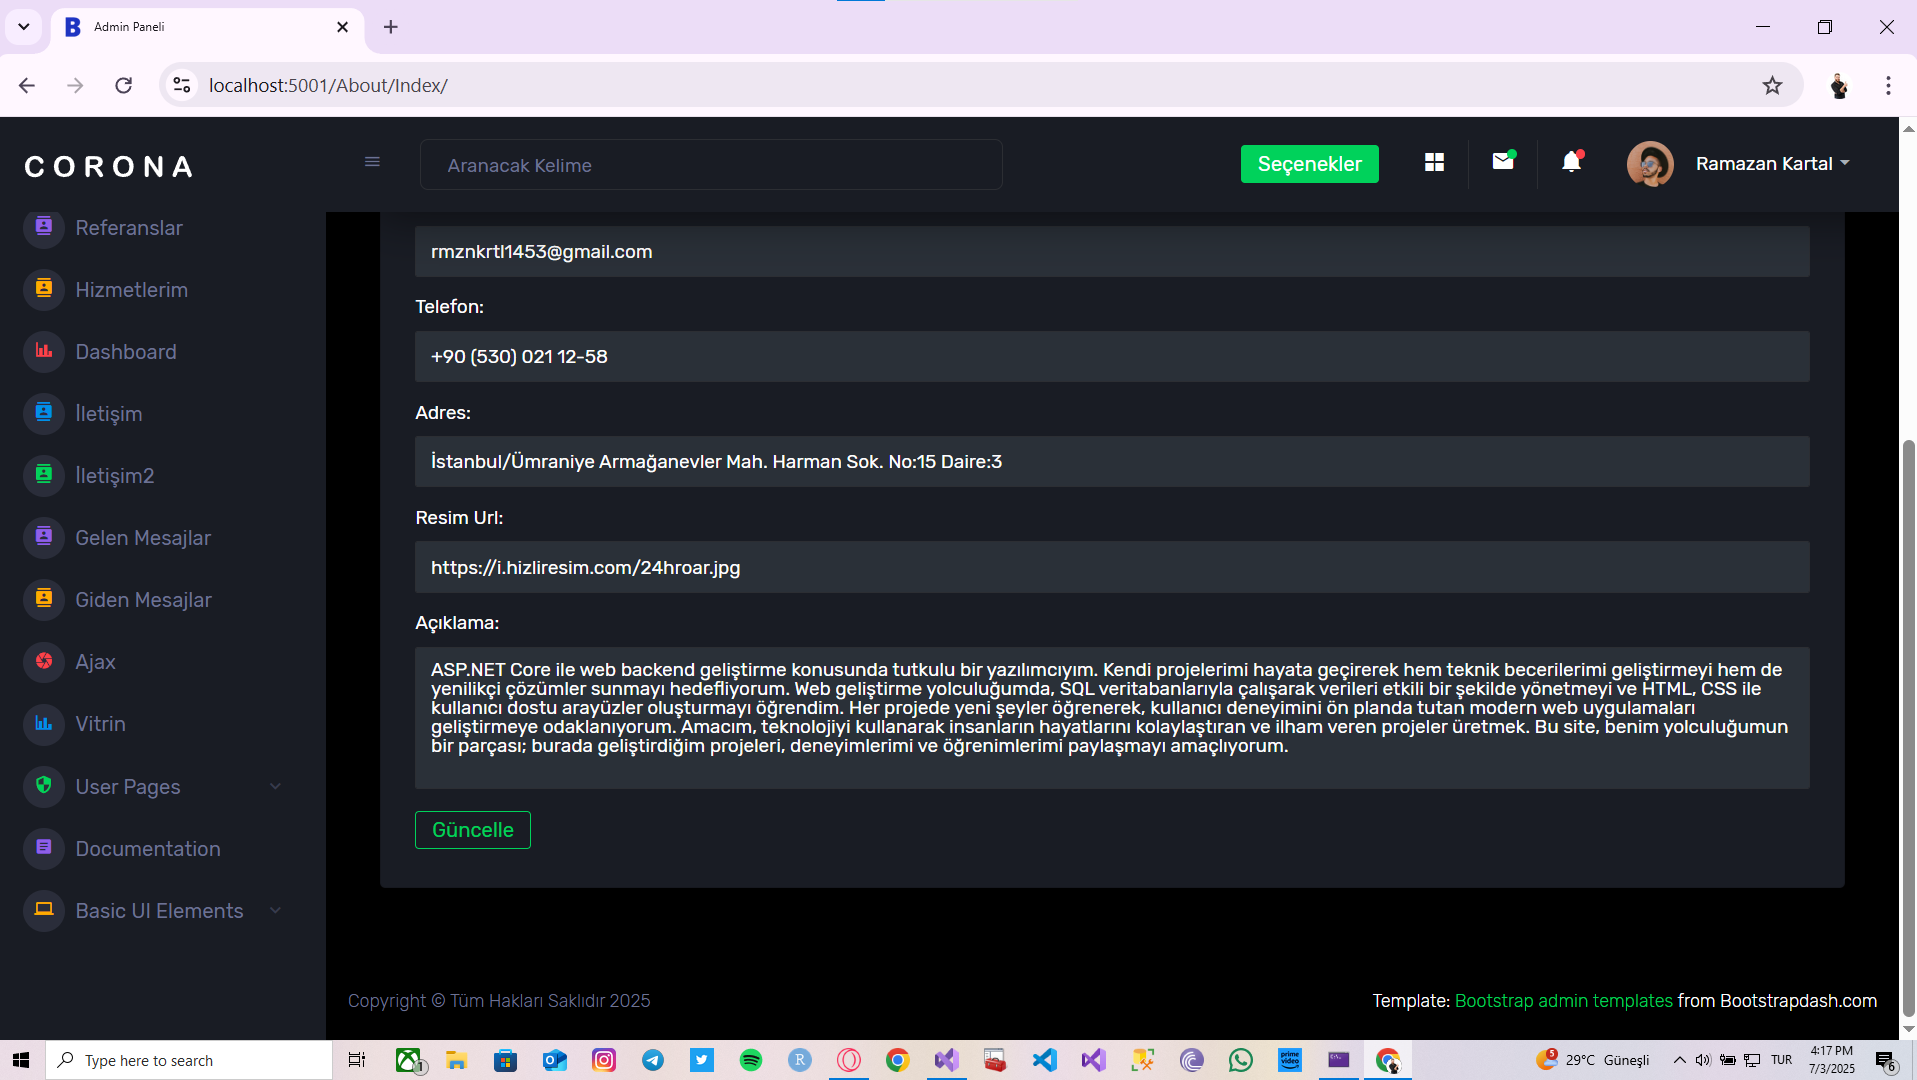 Admin Paneli
localhost:5001/About/Index/
CORONA
Aranacak Kelime
Seçenekler
Ramazan Kartal
Referanslar
Hizmetlerim
Dashboard
İletişim
İletişim2
Gelen Mesajlar
Giden Mesajlar
Ajax
Vitrin
User Pages
Documentation
Basic UI Elements
rmznkrtl1453@gmail.com
Telefon:
+90 (530) 021 12-58
Adres:
İstanbul/Ümraniye Armağanevler Mah. Harman Sok. No:15 Daire:3
Resim Url:
https://i.hizliresim.com/24hroar.jpg
Açıklama:
ASP.NET Core ile web backend geliştirme konusunda tutkulu bir yazılımcıyım. Kendi projelerimi hayata geçirerek hem teknik becerilerimi geliştirmeyi hem de
yenilikçi çözümler sunmayı hedefliyorum. Web geliştirme yolculuğumda, SQL veritabanlarıyla çalışarak verileri etkili bir şekilde yönetmeyi ve HTML, CSS ile
kullanıcı dostu arayüzler oluşturmayı öğrendim. Her projede yeni şeyler öğrenerek, kullanıcı deneyimini ön planda tutan modern web uygulamaları
geliştirmeye odaklanıyorum. Amacım, teknolojiyi kullanarak insanların hayatlarını kolaylaştıran ve ilham veren projeler üretmek. Bu site, benim yolculuğumun
bir parçası; burada geliştirdiğim projeleri, deneyimlerimi ve öğrenimlerimi paylaşmayı amaçlıyorum.
Güncelle
Copyright © Tüm Hakları Saklıdır 2025
Template: Bootstrap admin templates from Bootstrapdash.com
Type here to search
1
R
prime video
5
29°C Güneşli
TUR
4:17 PM
7/3/2025
6